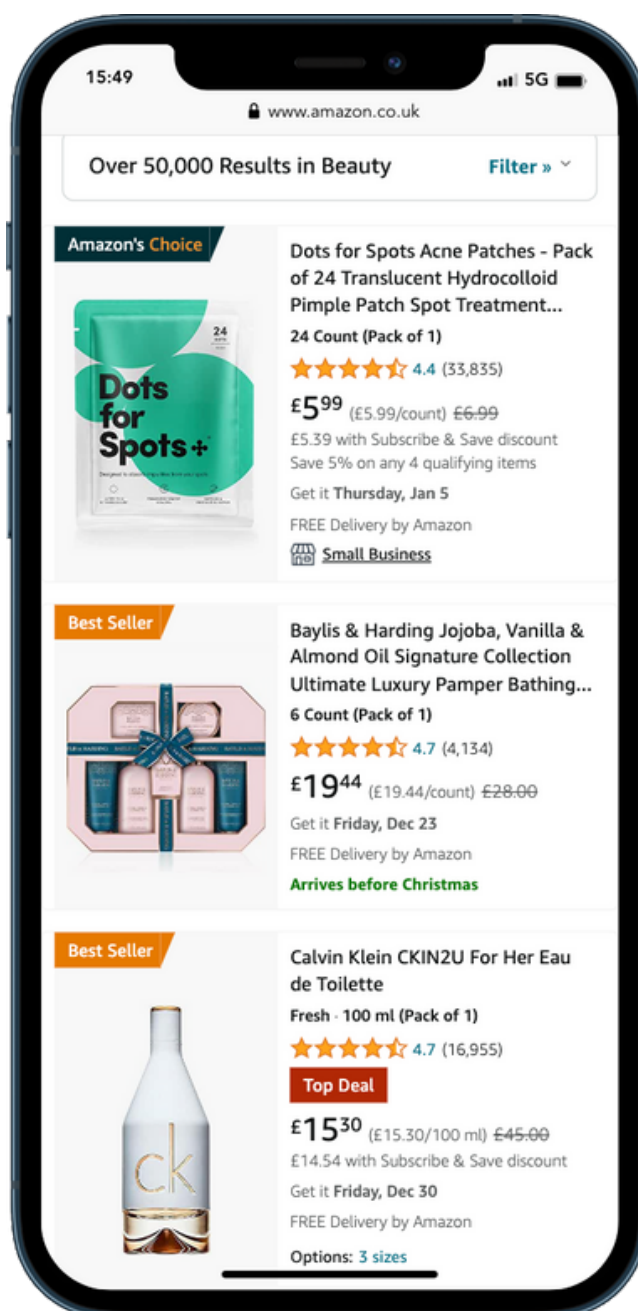 15:49
5G
www.amazon.co.uk
Over 50,000 Results in Beauty
Filter »
Amazon's Choice
24
Dots
for
Spots+
Dots for Spots Acne Patches - Pack
of 24 Translucent Hydrocolloid
Pimple Patch Spot Treatment...
24 Count (Pack of 1)
4.4 (33,835)
£5.99 (£5.99/count) £6.99
£5.39 with Subscribe & Save discount
Save 5% on any 4 qualifying items
Get it Thursday, Jan 5
FREE Delivery by Amazon
Small Business
Best Seller
Baylis & Harding Jojoba, Vanilla &
Almond Oil Signature Collection
Ultimate Luxury Pamper Bathing...
6 Count (Pack of 1)
4.7 (4,134)
£19.44 (£19.44/count) £28.00
Get it Friday, Dec 23
FREE Delivery by Amazon
Arrives before Christmas
Best Seller
ck
Calvin Klein CKIN2U For Her Eau
de Toilette
Fresh · 100 ml (Pack of 1)
4.7 (16,955)
Top Deal
£15.30 (£15.30/100 ml) £45.00
£14.54 with Subscribe & Save discount
Get it Friday, Dec 30
FREE Delivery by Amazon
Options: 3 sizes